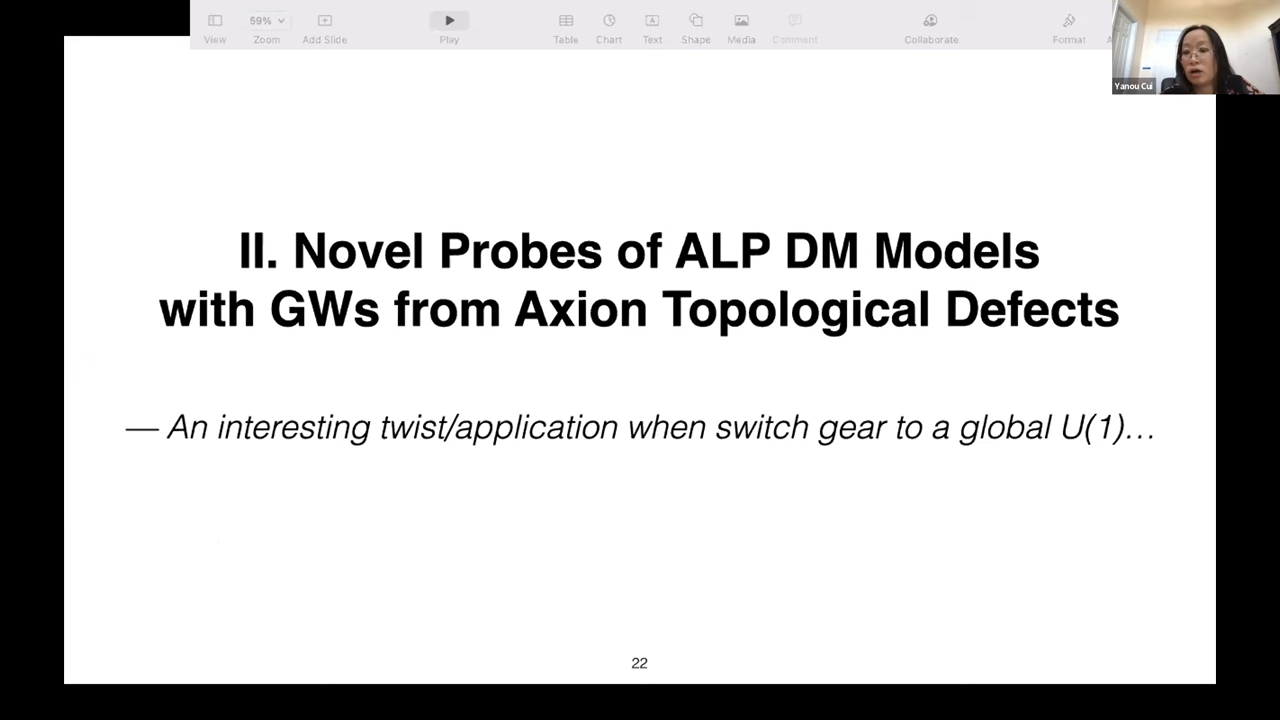 59%
View
Zoom
Add Slide
Play
Table
Chart
Text
Shape
Media
Comment
Collaborate
Format
Yanou Cui
II. Novel Probes of ALP DM Models
with GWs from Axion Topological Defects
— An interesting twist/application when switch gear to a global U(1)…
22